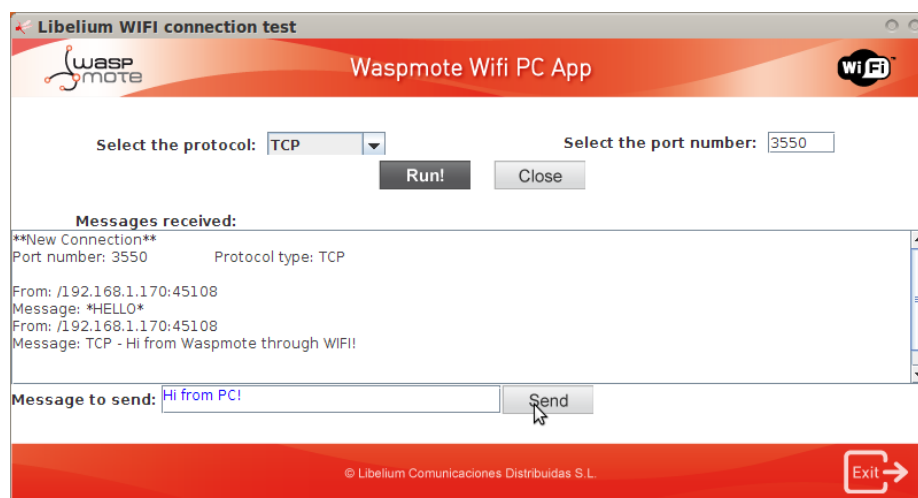 Libelium WIFI connection test
wasp
mote
Waspmote Wifi PC App
Wi Fi
Select the protocol: TCP
Select the port number: 3550
Run!
Close
Messages received:
**New Connection**
Port number: 3550 Protocol type: TCP
From: /192.168.1.170:45108
Message: *HELLO*
From: /192.168.1.170:45108
Message: TCP - Hi from Waspmote through WIFI!
Message to send: Hi from PC!
Send
© Libelium Comunicaciones Distribuidas S.L.
Exit